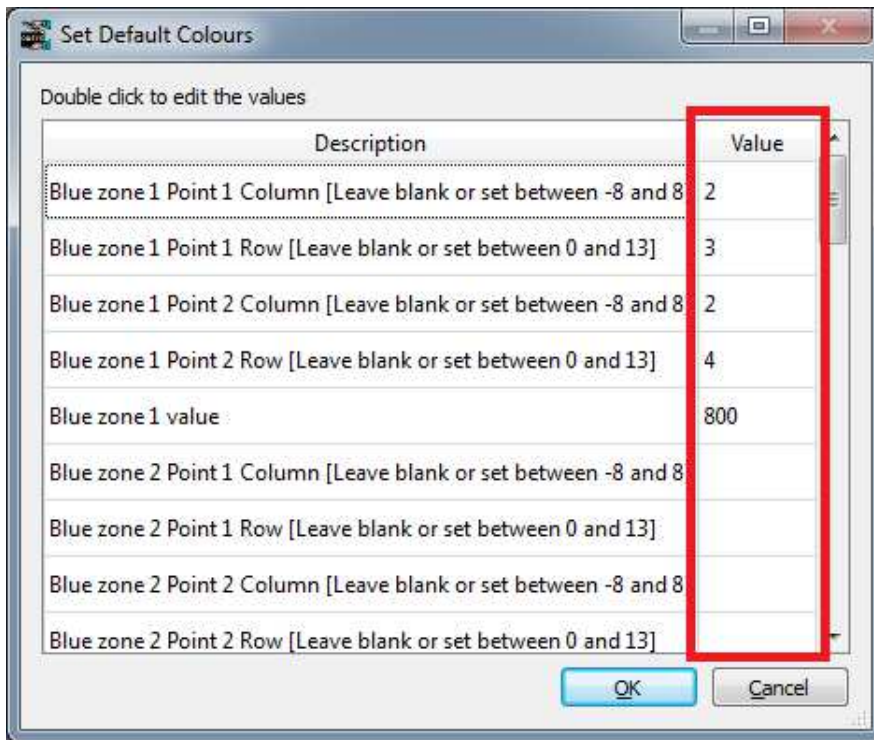 Set Default Colours
Double click to edit the values
Description Value
Blue zone 1 Point 1 Column [Leave blank or set between -8 and 8 2
Blue zone 1 Point 1 Row [Leave blank or set between 0 and 13] 3
Blue zone 1 Point 2 Column [Leave blank or set between -8 and 8 2
Blue zone 1 Point 2 Row [Leave blank or set between 0 and 13] 4
Blue zone 1 value 800
Blue zone 2 Point 1 Column [Leave blank or set between -8 and 8
Blue zone 2 Point 1 Row [Leave blank or set between 0 and 13]
Blue zone 2 Point 2 Column [Leave blank or set between -8 and 8
Blue zone 2 Point 2 Row [Leave blank or set between 0 and 13]
OK Cancel